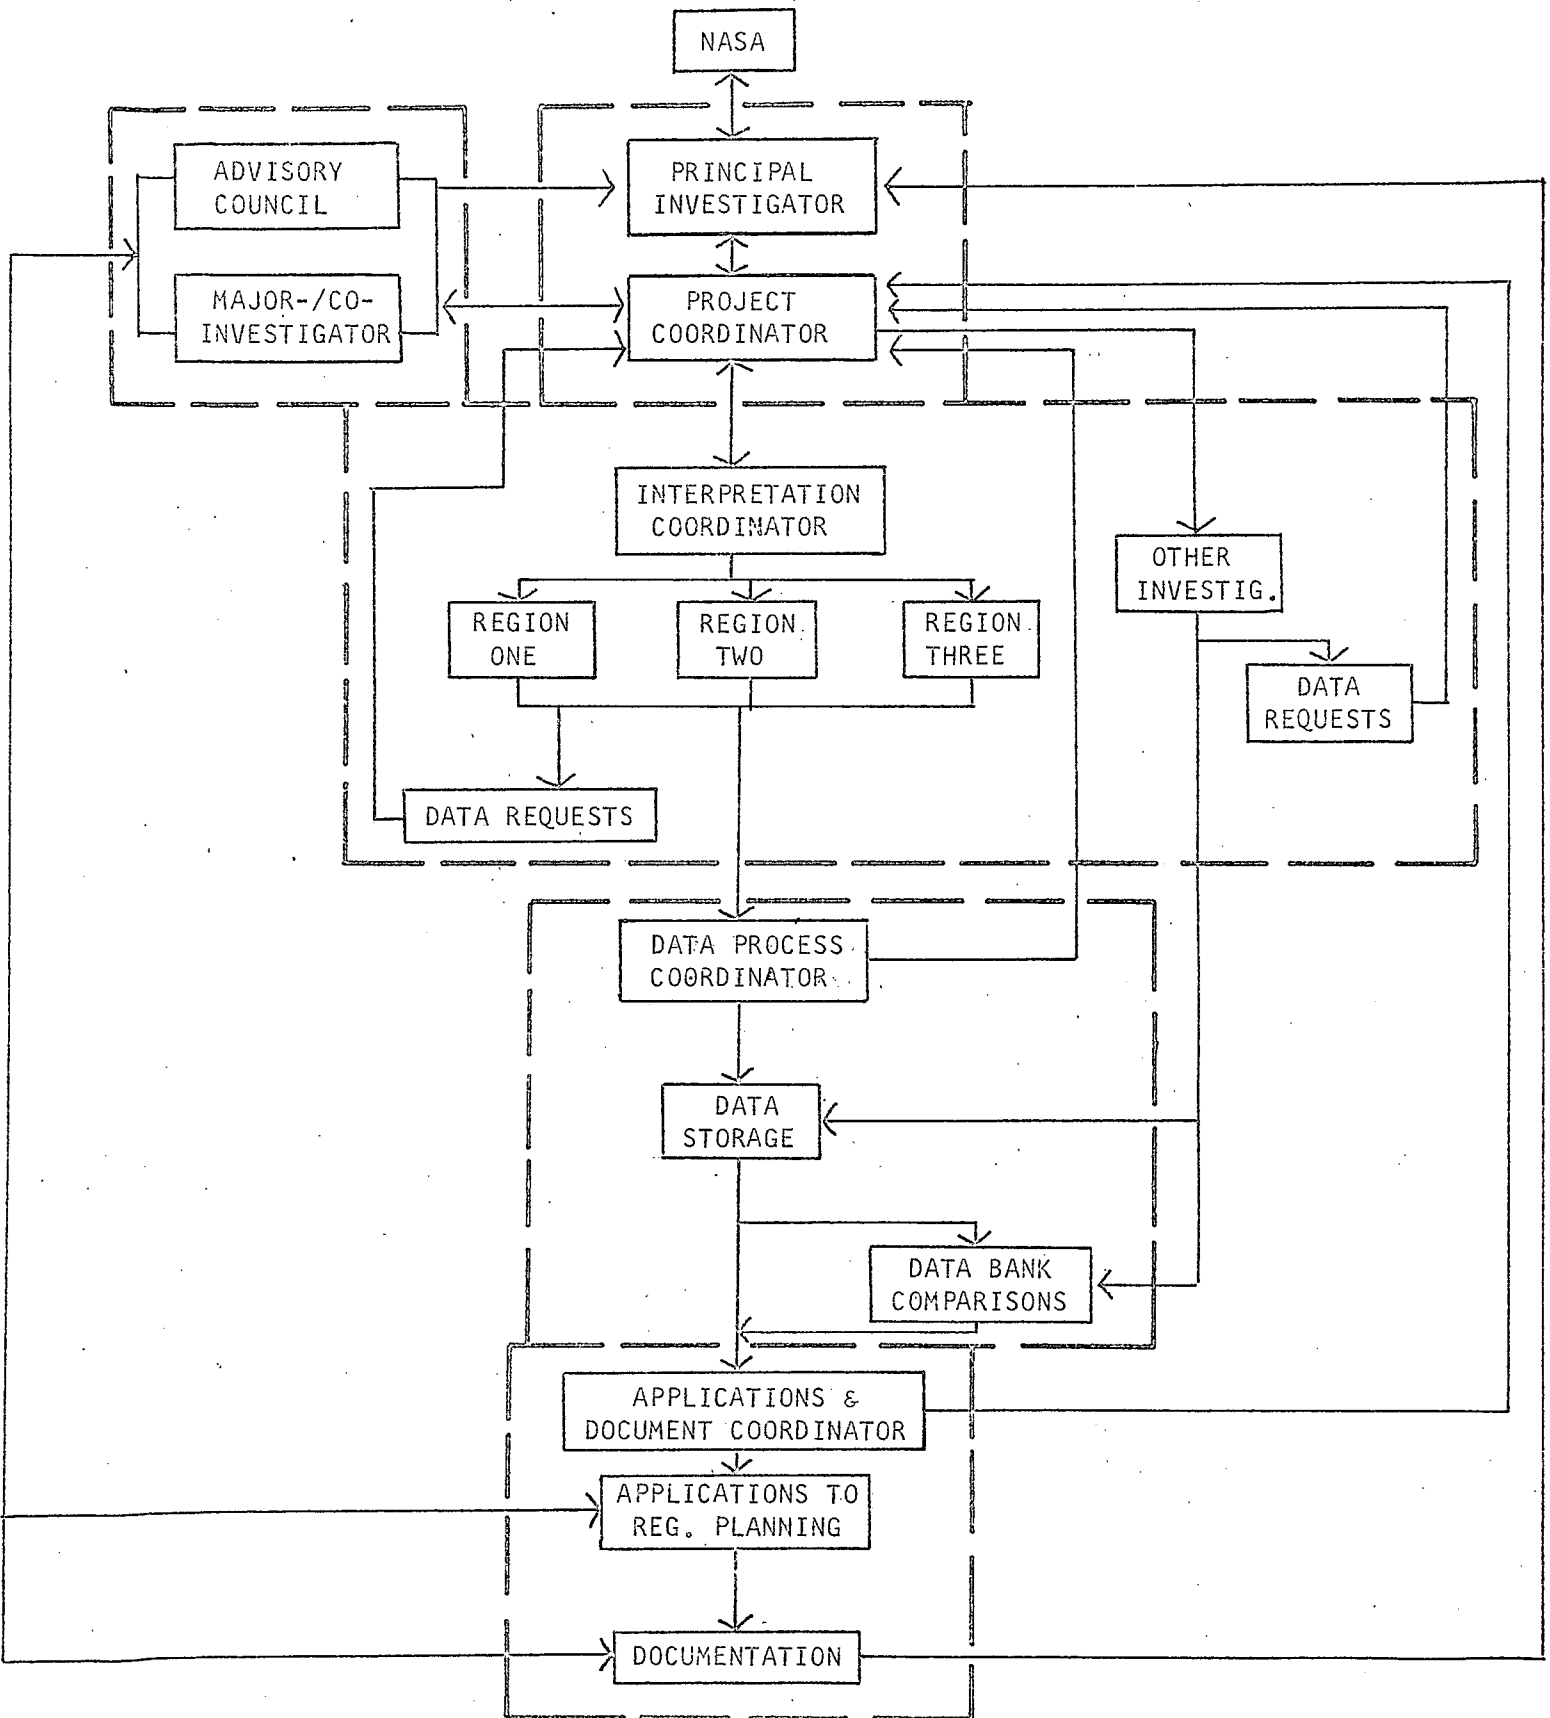 NASA
ADVISORY
COUNCIL
PRINCIPAL
INVESTIGATOR
MAJOR-/CO-
INVESTIGATOR
PROJECT
COORDINATOR
INTERPRETATION
COORDINATOR
OTHER
INVESTIG.
REGION
ONE
REGION
TWO
REGION
THREE
DATA
REQUESTS
DATA REQUESTS
DATA PROCESS
COORDINATOR
DATA
STORAGE
DATA BANK
COMPARISONS
APPLICATIONS &
DOCUMENT COORDINATOR
APPLICATIONS TO
REG. PLANNING
DOCUMENTATION